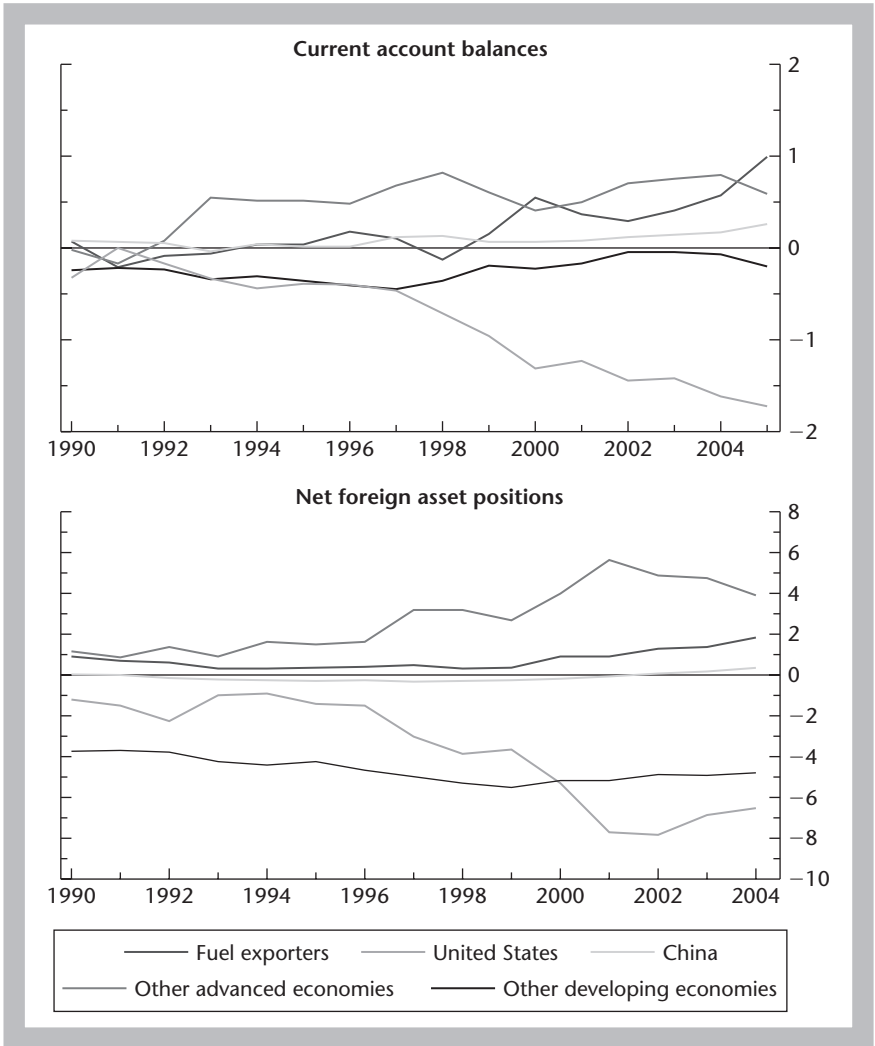 Current account balances
2
1
0
−1
−2
1990 1992 1994 1996 1998 2000 2002 2004
Net foreign asset positions
8
6
4
2
0
−2
−4
−6
−8
−10
1990 1992 1994 1996 1998 2000 2002 2004
Fuel exporters United States China
Other advanced economies Other developing economies